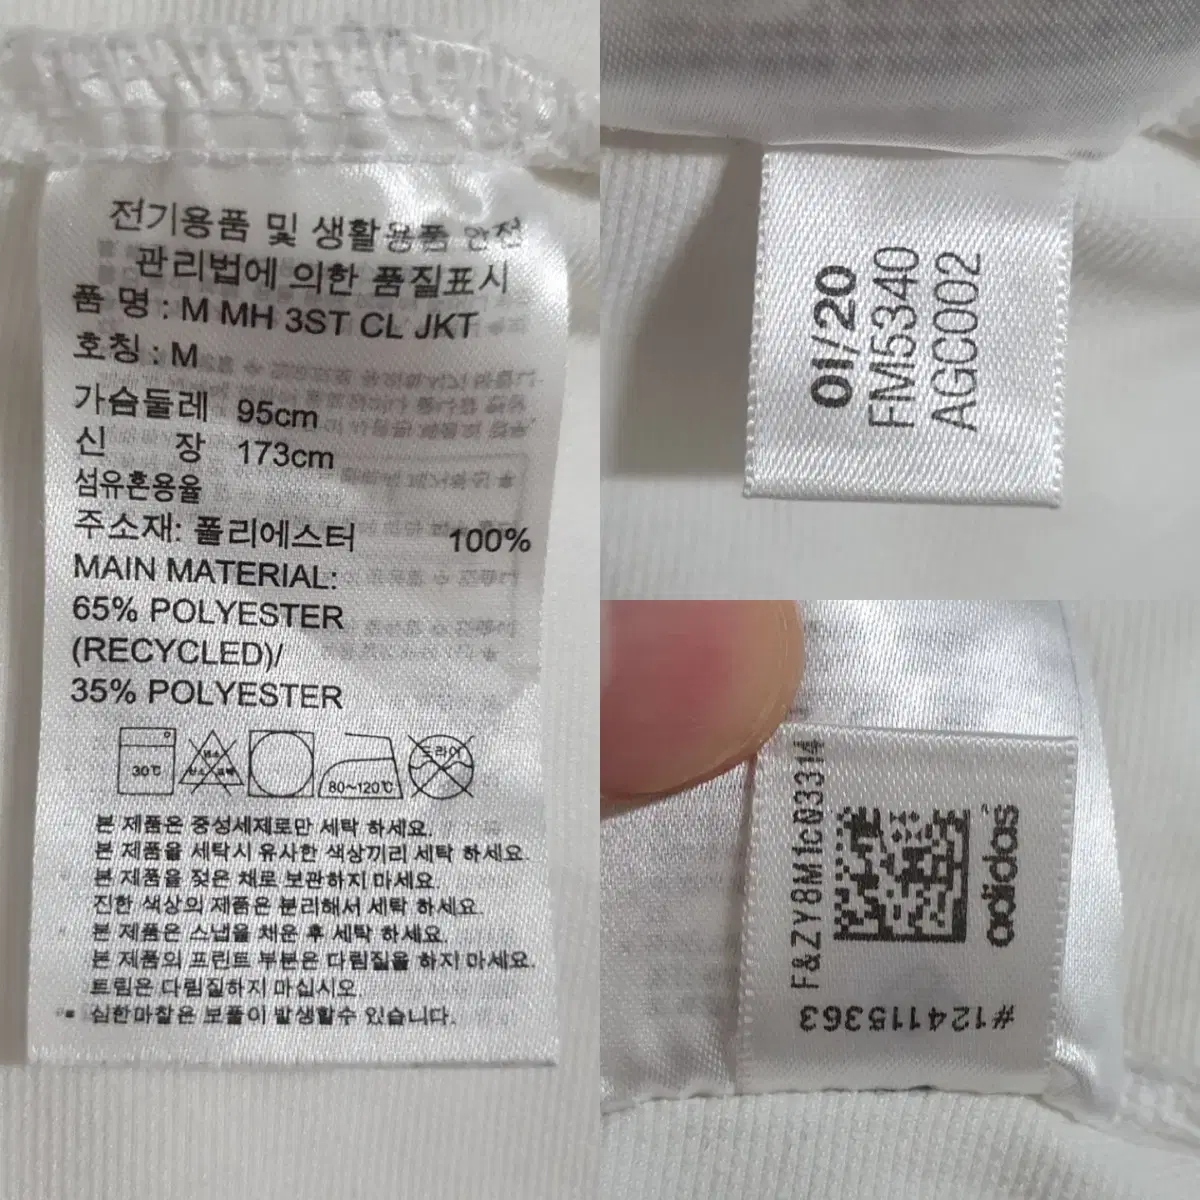 전기용품 및 생활용품 안전
관리법에 의한 품질표시
품 명 : M MH 3ST CL JKT
호칭 : M
가슴둘레 95cm
신 장 173cm
섬유혼용율
주소재: 폴리에스터 100%
MAIN MATERIAL:
65% POLYESTER
(RECYCLED)/
35% POLYESTER
30℃
80~120℃
드라이
본 제품은 중성세제로만 세탁 하세요.
본 제품을 세탁시 유사한 색상끼리 세탁 하세요.
본 제품을 젖은 채로 보관하지 마세요.
진한 색상의 제품은 분리해서 세탁 하세요.
본 제품은 스냅을 채운 후 세탁 하세요.
본 제품의 프린트 부분은 다림질을 하지 마세요.
트림은 다림질하지 마십시오.
심한마찰은 보풀이 발생할수 있습니다.
01/20
FM5340
AGC002
F&ZY8M1c03314
adidas
#124115363